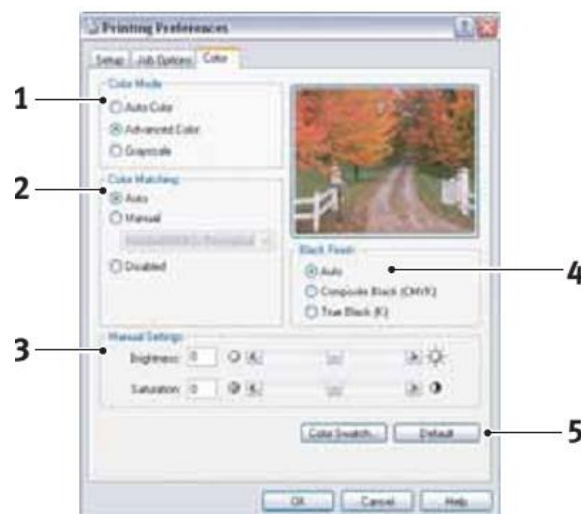 Printing Preferences
Setup Job Options Color
1
Color Mode
Auto Color
Advanced Color
Grayscale
2
Color Matching
Auto
Manual
Disabled
Black Finish
4
Auto
Composite Black (CMYK)
True Black (K)
3
Manual Settings
Brightness: 0
Saturation: 0
Color Swatch... Default
5
OK Cancel Help